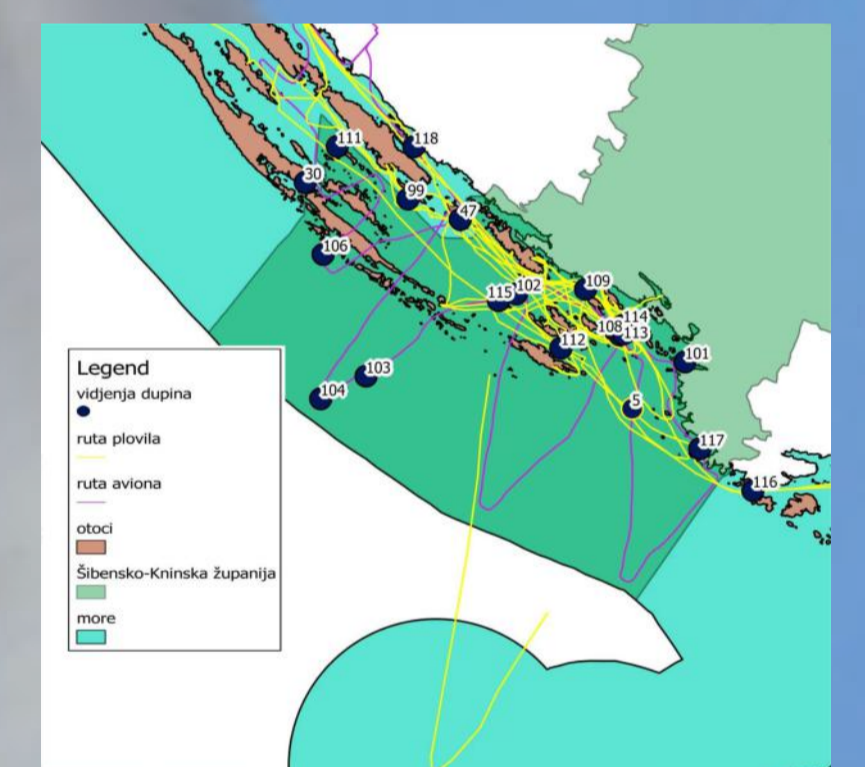 118
111
30
99
47
106
109
102
115
114
108
113
112
101
103
104
5
117
116
Legend
vidjenja dupina
ruta plovila
ruta aviona
otoci
Šibensko-Kninska županija
more